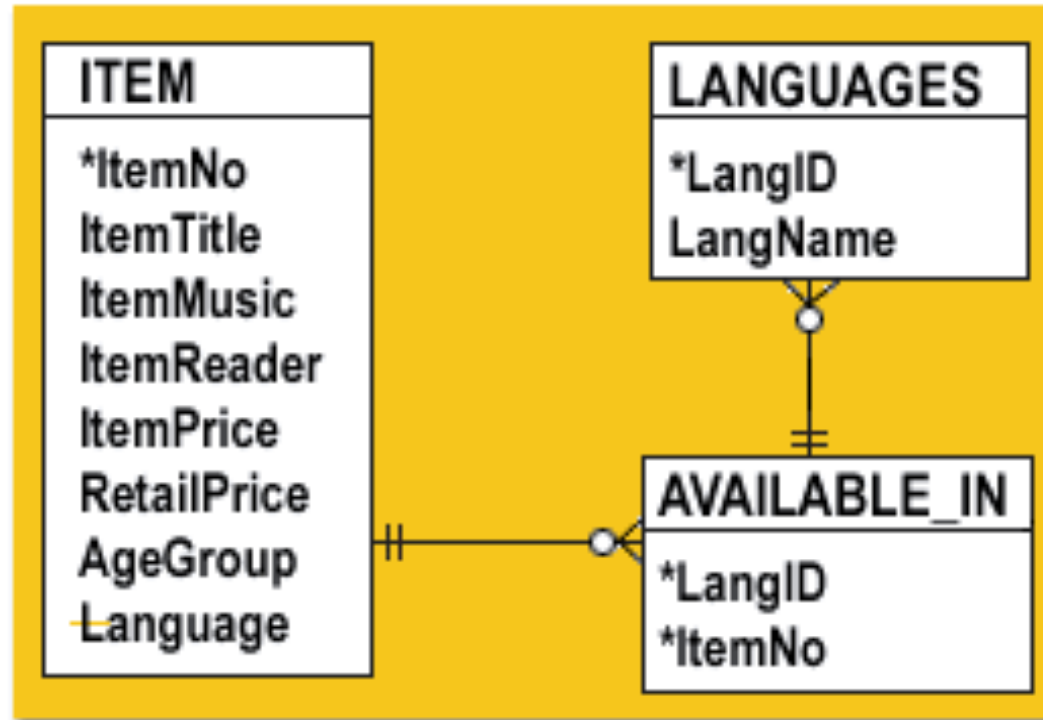 ITEM
*ItemNo
ItemTitle
ItemMusic
ItemReader
ItemPrice
RetailPrice
AgeGroup
Language
LANGUAGES
*LangID
LangName
AVAILABLE_IN
*LangID
*ItemNo